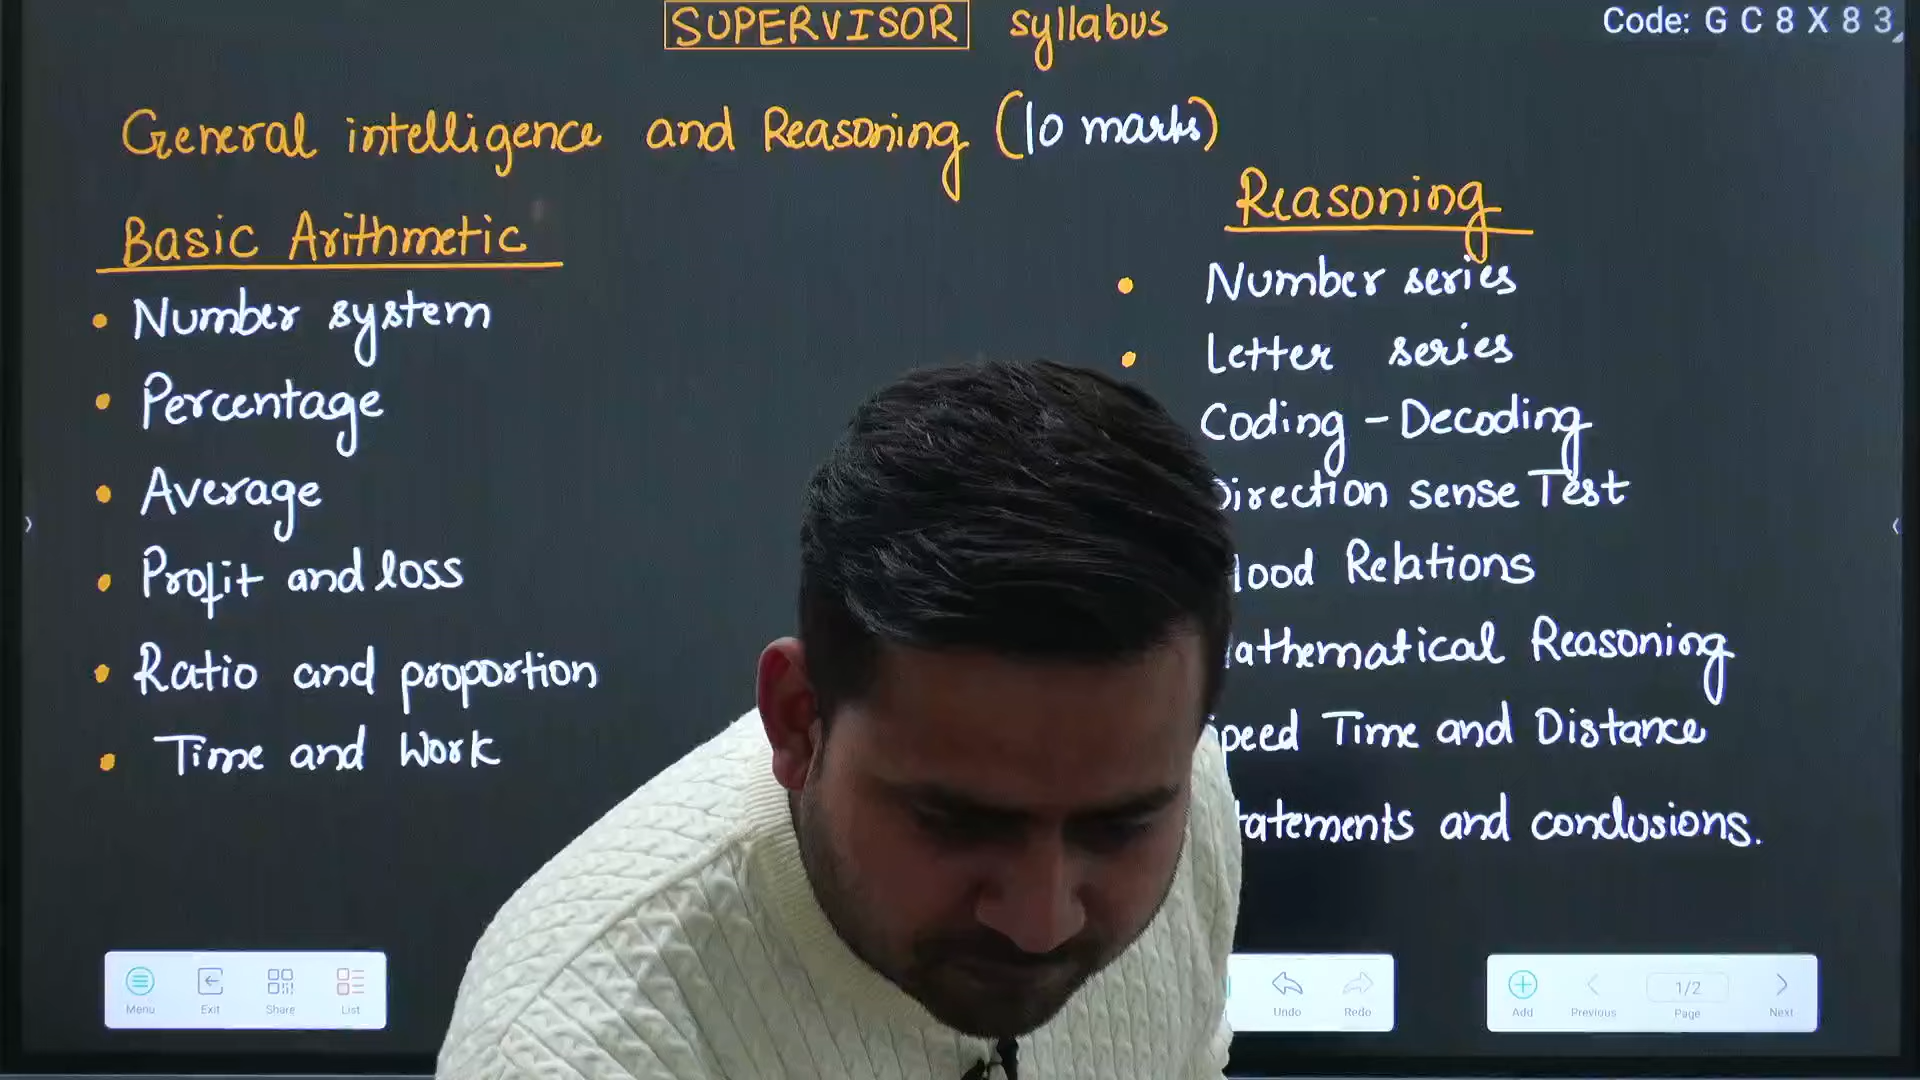 SUPERVISOR syllabus
Code: G C 8 X 8 3
General intelligence and Reasoning (10 marks)
Basic Arithmetic
• Number system
• Percentage
• Average
• Profit and loss
• Ratio and proportion
• Time and Work
Reasoning
• Number series
• Letter series
Coding - Decoding
irection sense Test
lood Relations
athematical Reasoning
peed Time and Distance
tatements and conclusions.
Menu Exit Share List
Undo Redo
Add Previous 1/2 Page Next